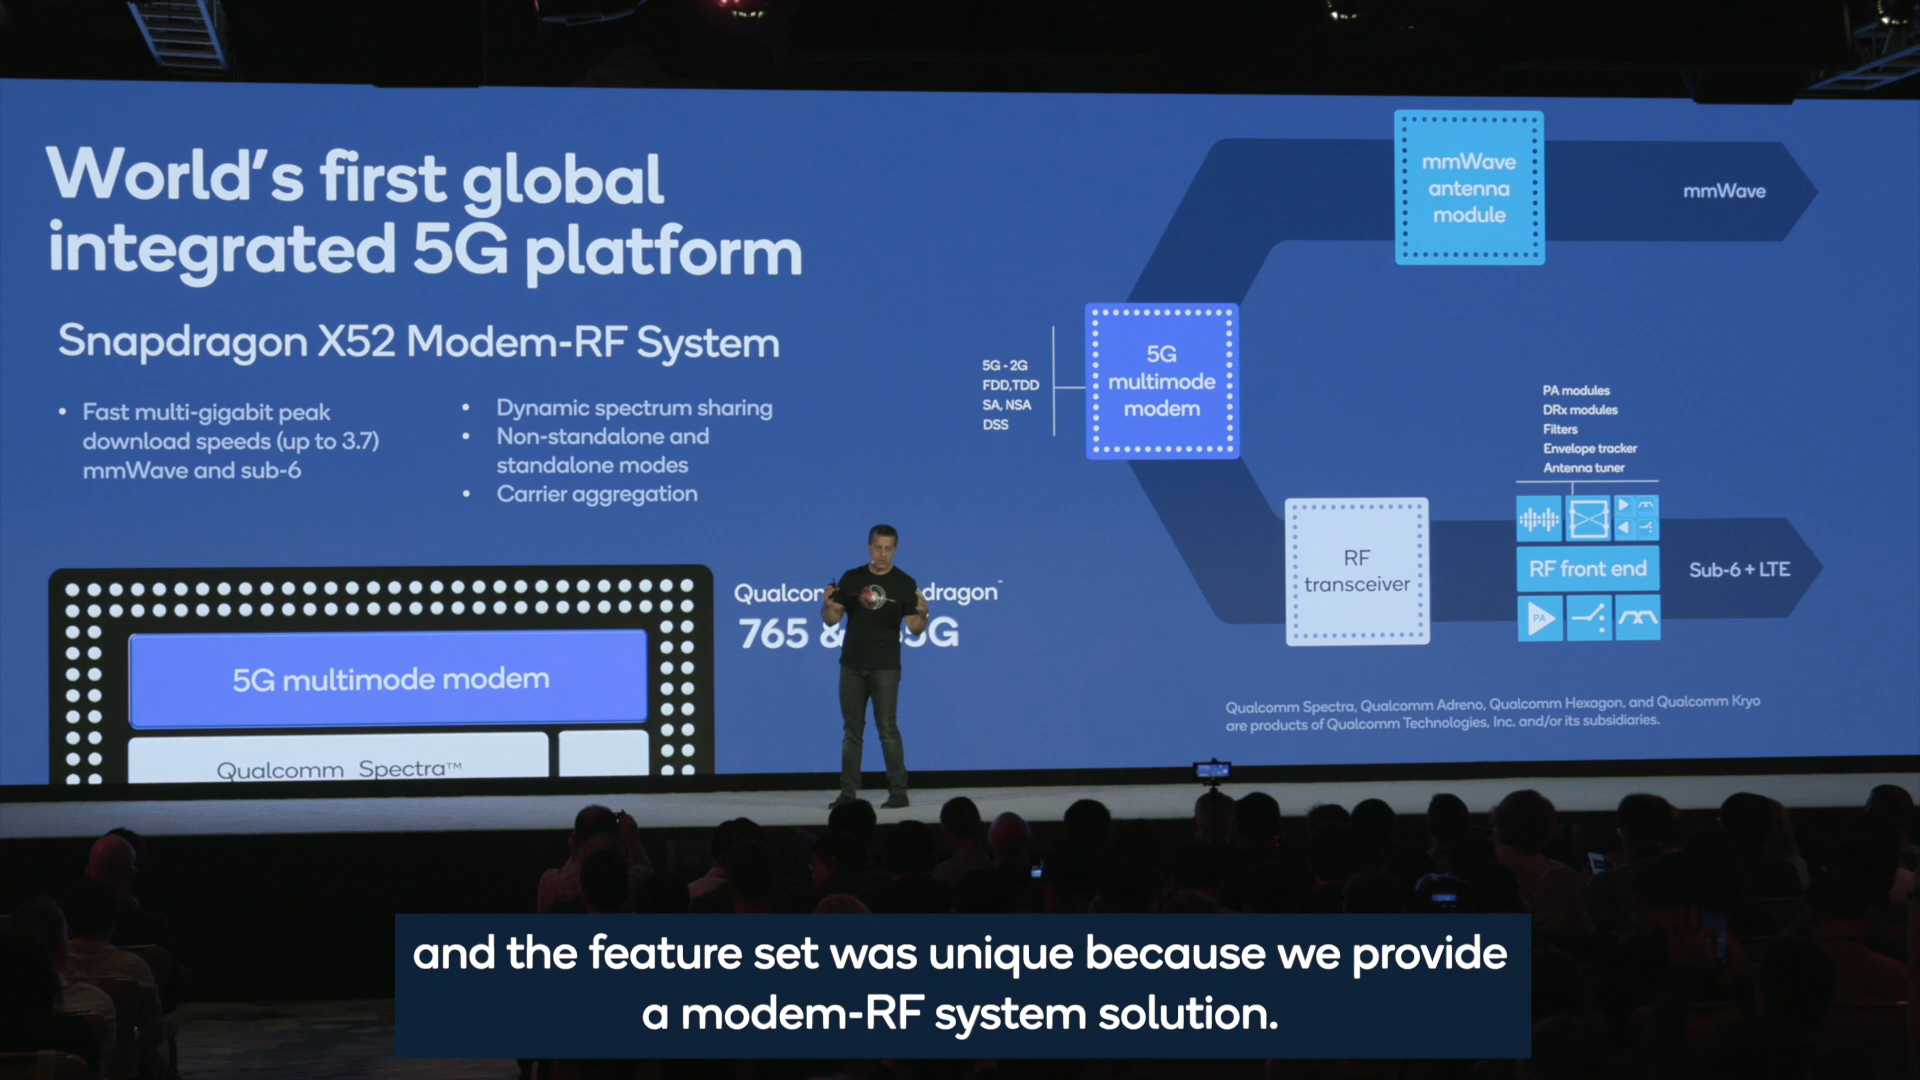 World's first global
integrated 5G platform
Snapdragon X52 Modem-RF System
• Fast multi-gigabit peak
download speeds (up to 3.7)
mmWave and sub-6
• Dynamic spectrum sharing
• Non-standalone and
standalone modes
• Carrier aggregation
5G multimode modem
Qualcomm Spectra™
765 &
5G - 2G
FDD,TDD
SA, NSA
DSS
5G
multimode
modem
mmWave
antenna
module
mmWave
RF
transceiver
PA modules
DRx modules
Filters
Envelope tracker
Antenna tuner
RF front end
PA
Sub-6 + LTE
Qualcomm Spectra, Qualcomm Adreno, Qualcomm Hexagon, and Qualcomm Kryo
are products of Qualcomm Technologies, Inc. and/or its subsidiaries.
and the feature set was unique because we provide
a modem-RF system solution.